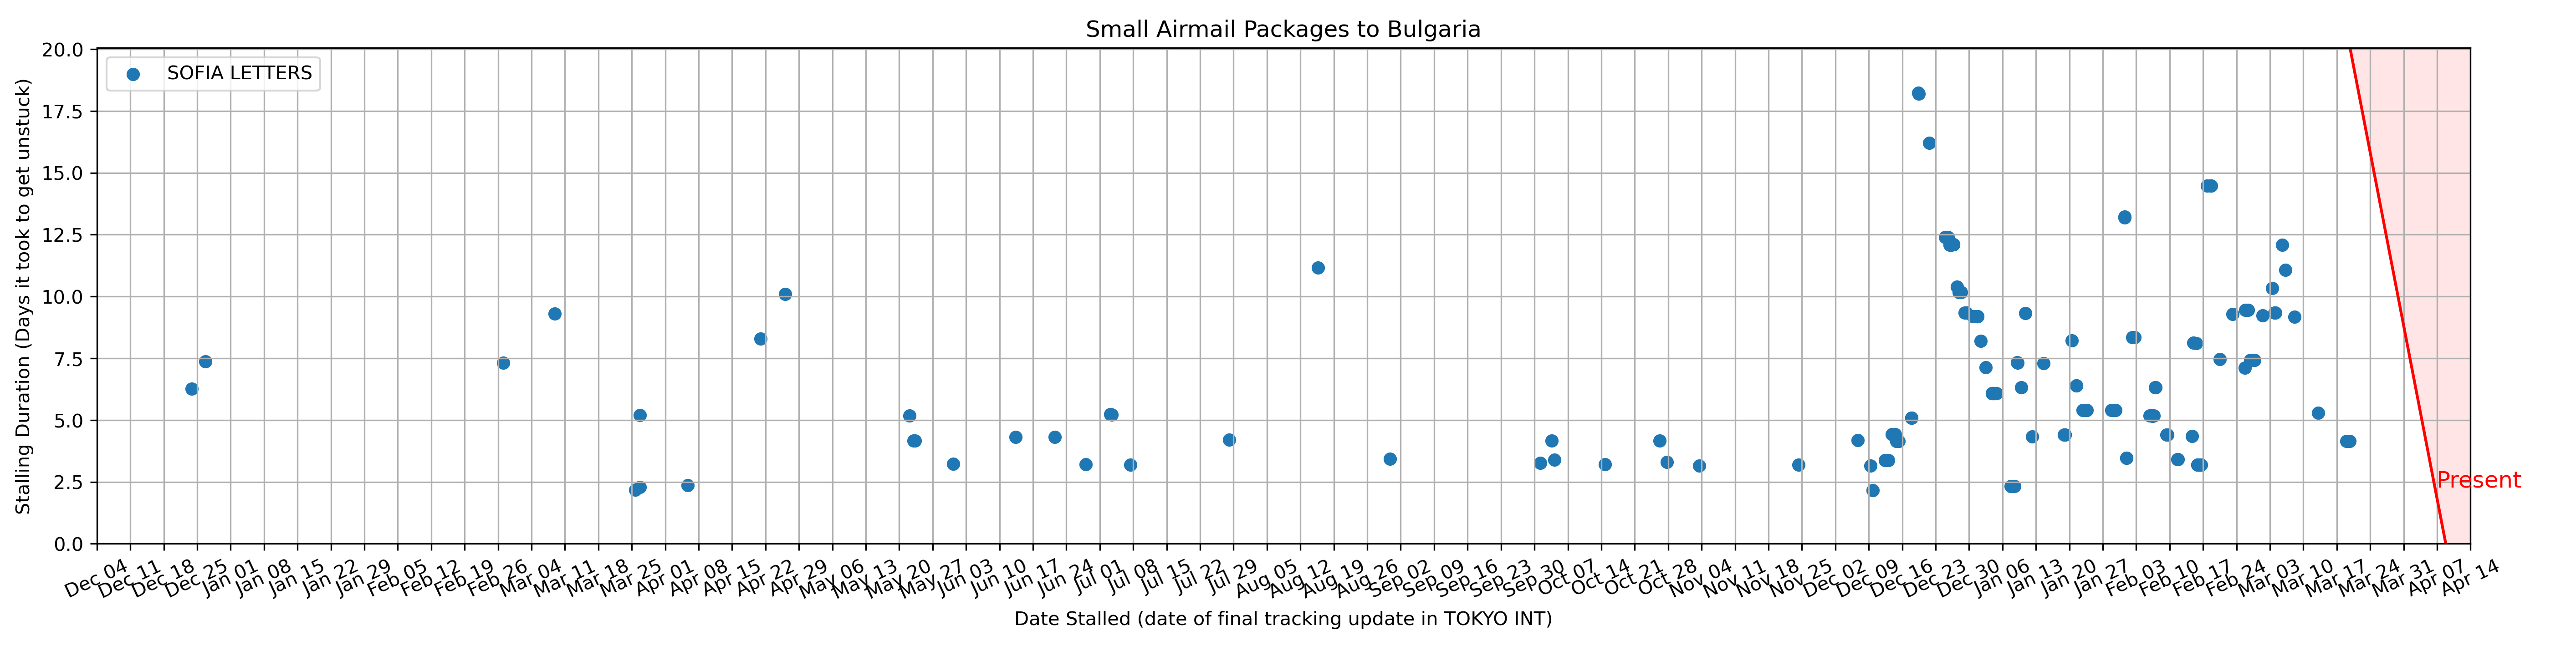 Small Airmail Packages to Bulgaria
SOFIA LETTERS
Stalling Duration (Days it took to get unstuck)
20.0
17.5
15.0
12.5
10.0
7.5
5.0
2.5
0.0
Present
Dec 04 Dec 11 Dec 18 Dec 25 Jan 01 Jan 08 Jan 15 Jan 22 Jan 29 Feb 05 Feb 12 Feb 19 Feb 26 Mar 04 Mar 11 Mar 18 Mar 25 Apr 01 Apr 08 Apr 15 Apr 22 Apr 29 May 06 May 13 May 20 May 27 Jun 03 Jun 10 Jun 17 Jun 24 Jul 01 Jul 08 Jul 15 Jul 22 Jul 29 Aug 05 Aug 12 Aug 19 Aug 26 Sep 02 Sep 09 Sep 16 Sep 23 Sep 30 Oct 07 Oct 14 Oct 21 Oct 28 Nov 04 Nov 11 Nov 18 Nov 25 Dec 02 Dec 09 Dec 16 Dec 23 Dec 30 Jan 06 Jan 13 Jan 20 Jan 27 Feb 03 Feb 10 Feb 17 Feb 24 Mar 03 Mar 10 Mar 17 Mar 24 Mar 31 Apr 07 Apr 14
Date Stalled (date of final tracking update in TOKYO INT)